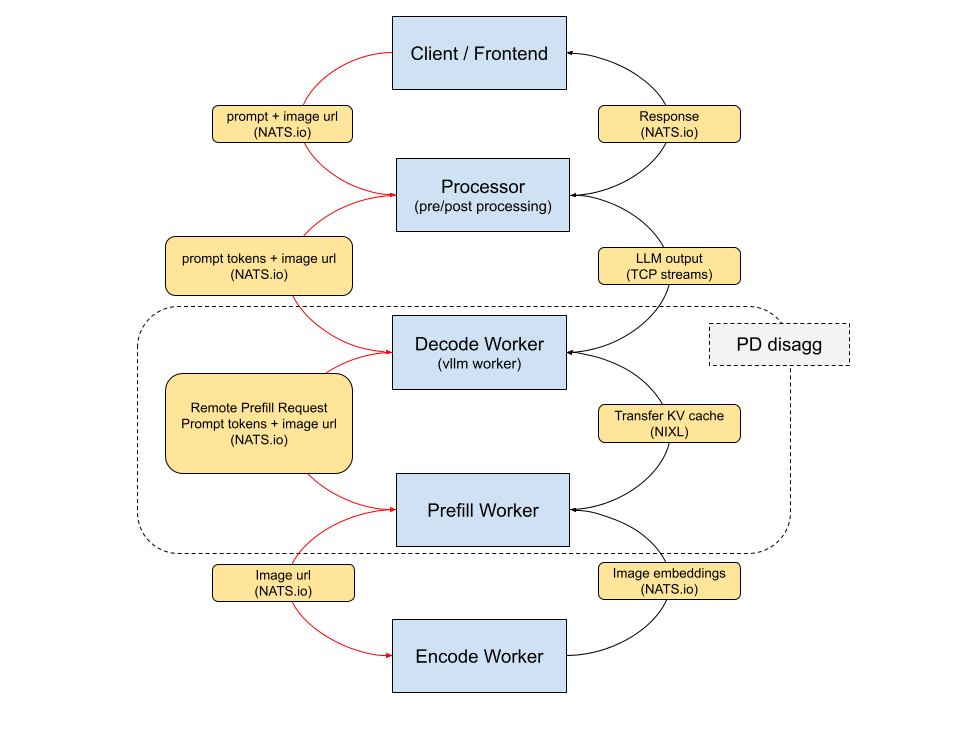 Client / Frontend
prompt + image url
(NATS.io)
Response
(NATS.io)
Processor
(pre/post processing)
prompt tokens + image url
(NATS.io)
LLM output
(TCP streams)
Decode Worker
(vllm worker)
PD disagg
Remote Prefill Request
Prompt tokens + image url
(NATS.io)
Transfer KV cache
(NIXL)
Prefill Worker
Image url
(NATS.io)
Image embeddings
(NATS.io)
Encode Worker